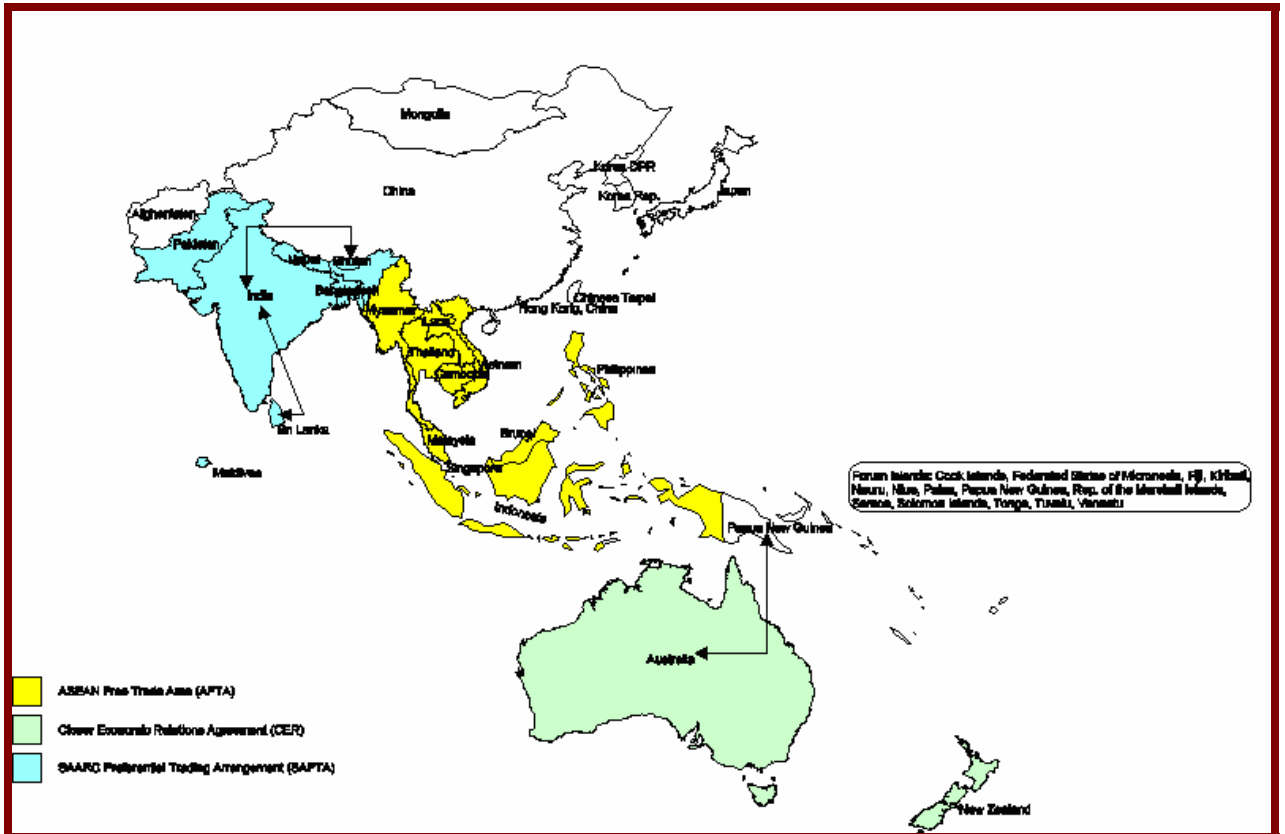 Mongolia
China
Korea DPR
Korea Rep.
Japan
Afghanistan
Pakistan
Nepal
Bhutan
Bangladesh
India
Myanmar
Chinese Taipei
Hong Kong, China
Laos
Thailand
Vietnam
Cambodia
Philippines
Sri Lanka
Malaysia
Brunei
Singapore
Maldives
Indonesia
Forum Islands: Cook Islands, Federated States of Micronesia, Fiji, Kiribati,
Nauru, Niue, Palau, Papua New Guinea, Rep. of the Marshall Islands,
Samoa, Solomon Islands, Tonga, Tuvalu, Vanuatu
Papua New Guinea
Australia
ASEAN Free Trade Area (AFTA)
Closer Economic Relations Agreement (CER)
SAARC Preferential Trading Arrangement (SAPTA)
New Zealand